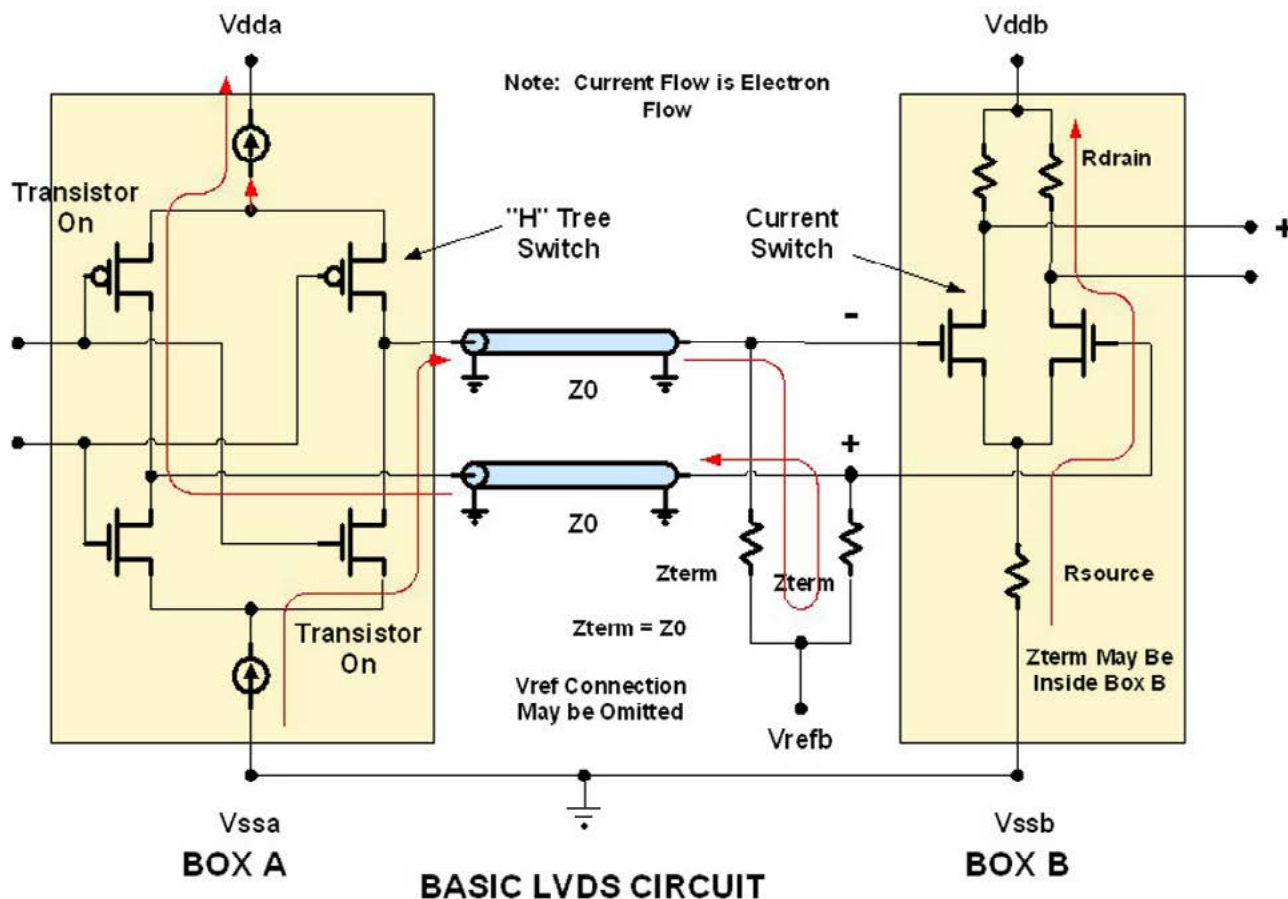 Vdda
Vddb
Note: Current Flow is Electron
Flow
Transistor
On
"H" Tree
Switch
Current
Switch
Rdrain
+
-
Z0
+
Z0
Zterm
Zterm
Rsource
Transistor
On
Zterm = Z0
Zterm May Be
Inside Box B
Vref Connection
May be Omitted
Vrefb
Vssa
Vssb
BOX A
BOX B
BASIC LVDS CIRCUIT